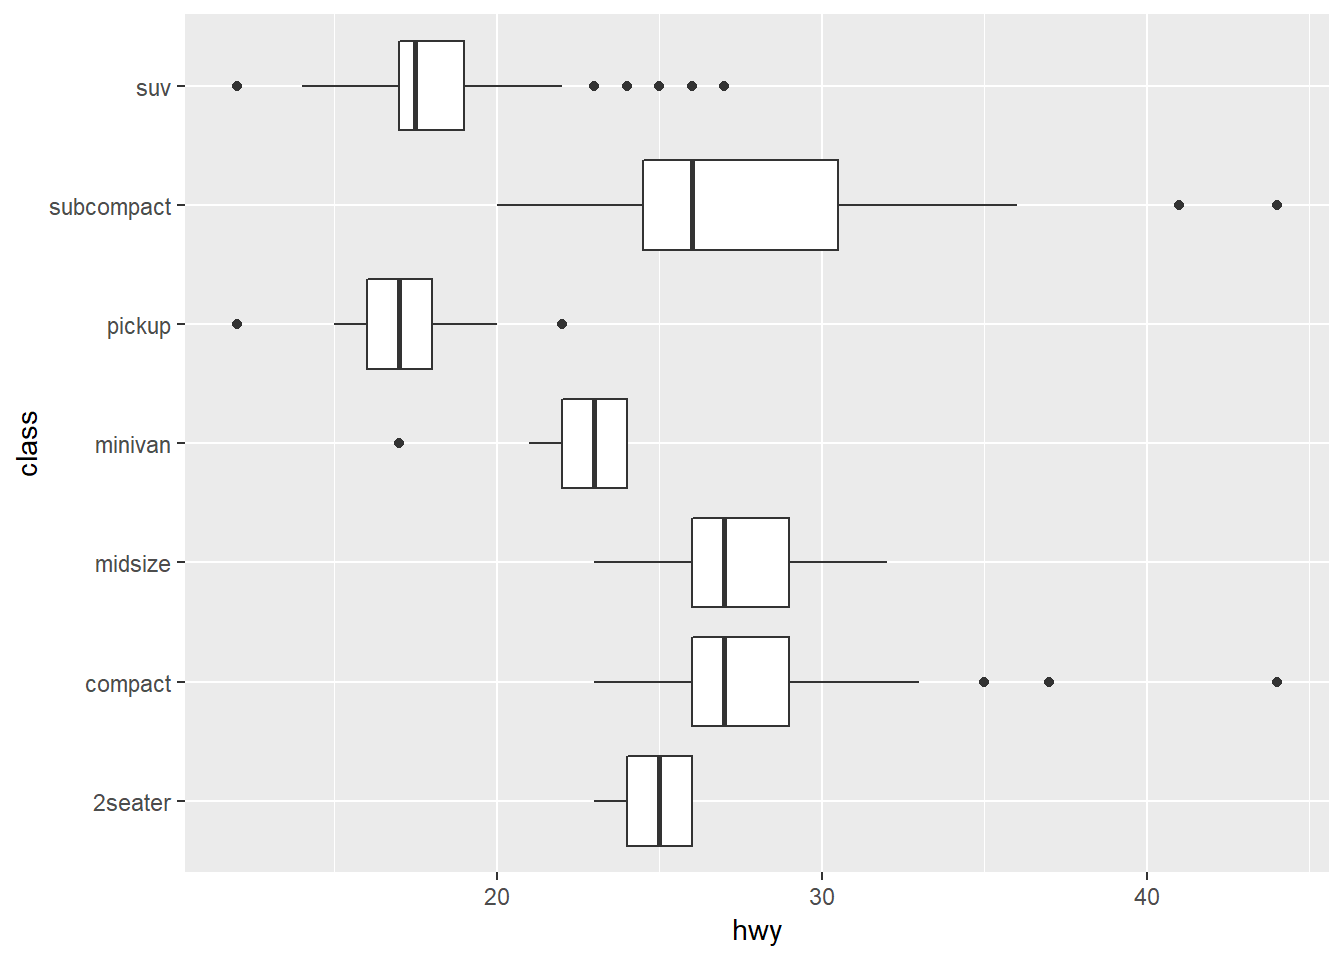 suv
subcompact
pickup
minivan
midsize
compact
2seater
class
20 30 40
hwy